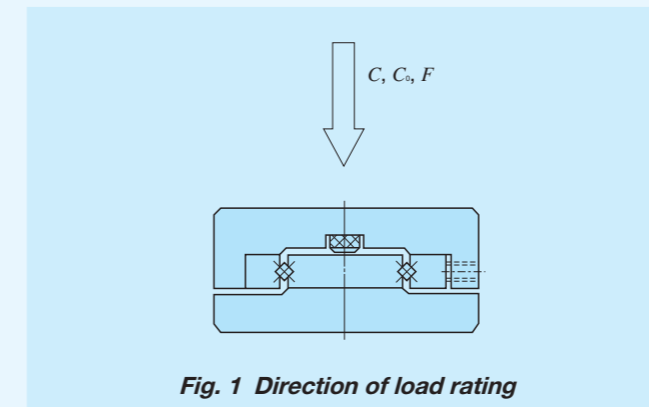 C, C₀, F
Fig. 1 Direction of load rating